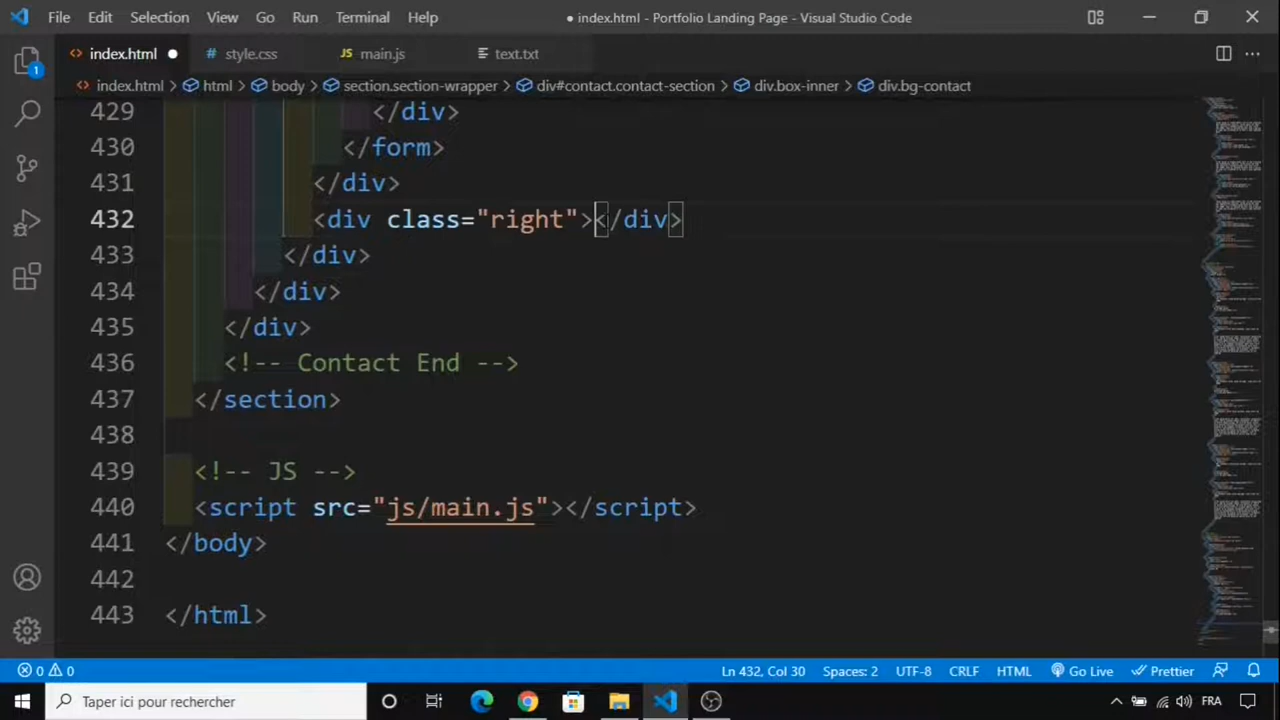 File Edit Selection View Go Run Terminal Help
● index.html - Portfolio Landing Page - Visual Studio Code
index.html ● # style.css JS main.js text.txt
index.html > html > body > section.section-wrapper > div#contact.contact-section > div.box-inner > div.bg-contact
1
429 </div>
430 </form>
431 </div>
432 <div class="right"></div>
433 </div>
434 </div>
435 </div>
436 <!-- Contact End -->
437 </section>
438
439 <!-- JS -->
440 <script src="js/main.js"></script>
441 </body>
442
443 </html>
0 0 Ln 432, Col 30 Spaces: 2 UTF-8 CRLF HTML Go Live Prettier
Taper ici pour rechercher FRA